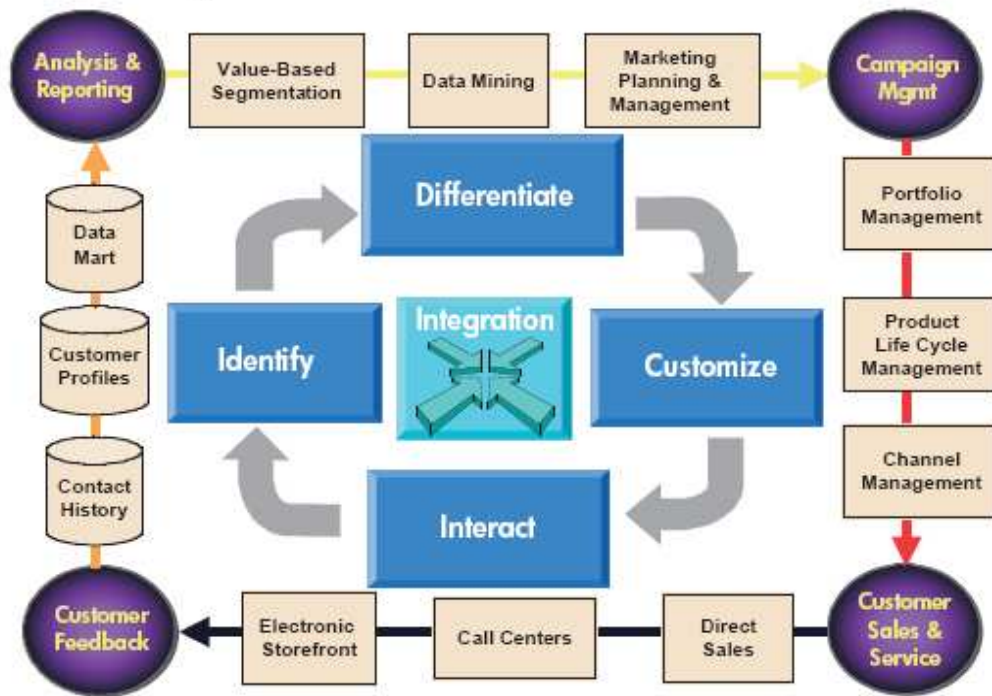 Analysis &
Reporting
Value-Based
Segmentation
Data Mining
Marketing
Planning &
Management
Campaign
Mgmt
Differentiate
Portfolio
Management
Data
Mart
Integration
Identify
Customize
Customer
Profiles
Product
Life Cycle
Management
Contact
History
Channel
Management
Interact
Customer
Feedback
Electronic
Storefront
Call Centers
Direct
Sales
Customer
Sales &
Service